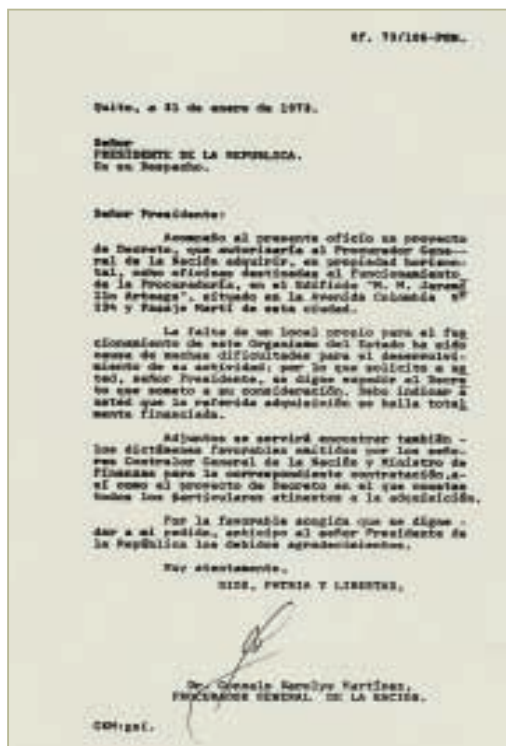 Quito, a 31 de enero de 1973.
Señor
PRESIDENTE DE LA REPUBLICA.
En su Despacho.
Señor Presidente:
Acompaño al presente oficio un proyecto
de Decreto, que autorizaría al Procurador Gene-
ral de la Nación adquirir, en propiedad horizon-
tal, ocho oficinas destinadas al Funcionamiento
de la Procuraduría, en el Edificio "M. M. Jarami
llo Arteaga", situado en la Avenida Colombia Nº
y Pasaje Martí de esta ciudad.
La falta de un local propio para el fun
cionamiento de este Organismo del Estado ha sido
causa de muchas dificultades para el desenvolvi-
miento de su actividad; por lo que solicito a us
ted, señor Presidente, se digne expedir el Decre
to que someto a su consideración. Debo indicar a
usted que la referida adquisición se halla total
mente financiada.
Adjuntos se servirá encontrar también -
los dictámenes favorables emitidos por los seño-
res Contralor General de la Nación y Ministro de
Finanzas para la correspondiente contratación, a-
sí como el proyecto de Decreto en el que constan
todos los particulares atinentes a la adquisición.
Por la favorable acogida que se digne -
dar a mi pedido, anticipo al señor Presidente de
la República los debidos agradecimientos.
Muy atentamente,
DIOS, PATRIA Y LIBERTAD,
Dr. Gonzalo Karolys Martínez,
PROCURADOR GENERAL DE LA NACION.